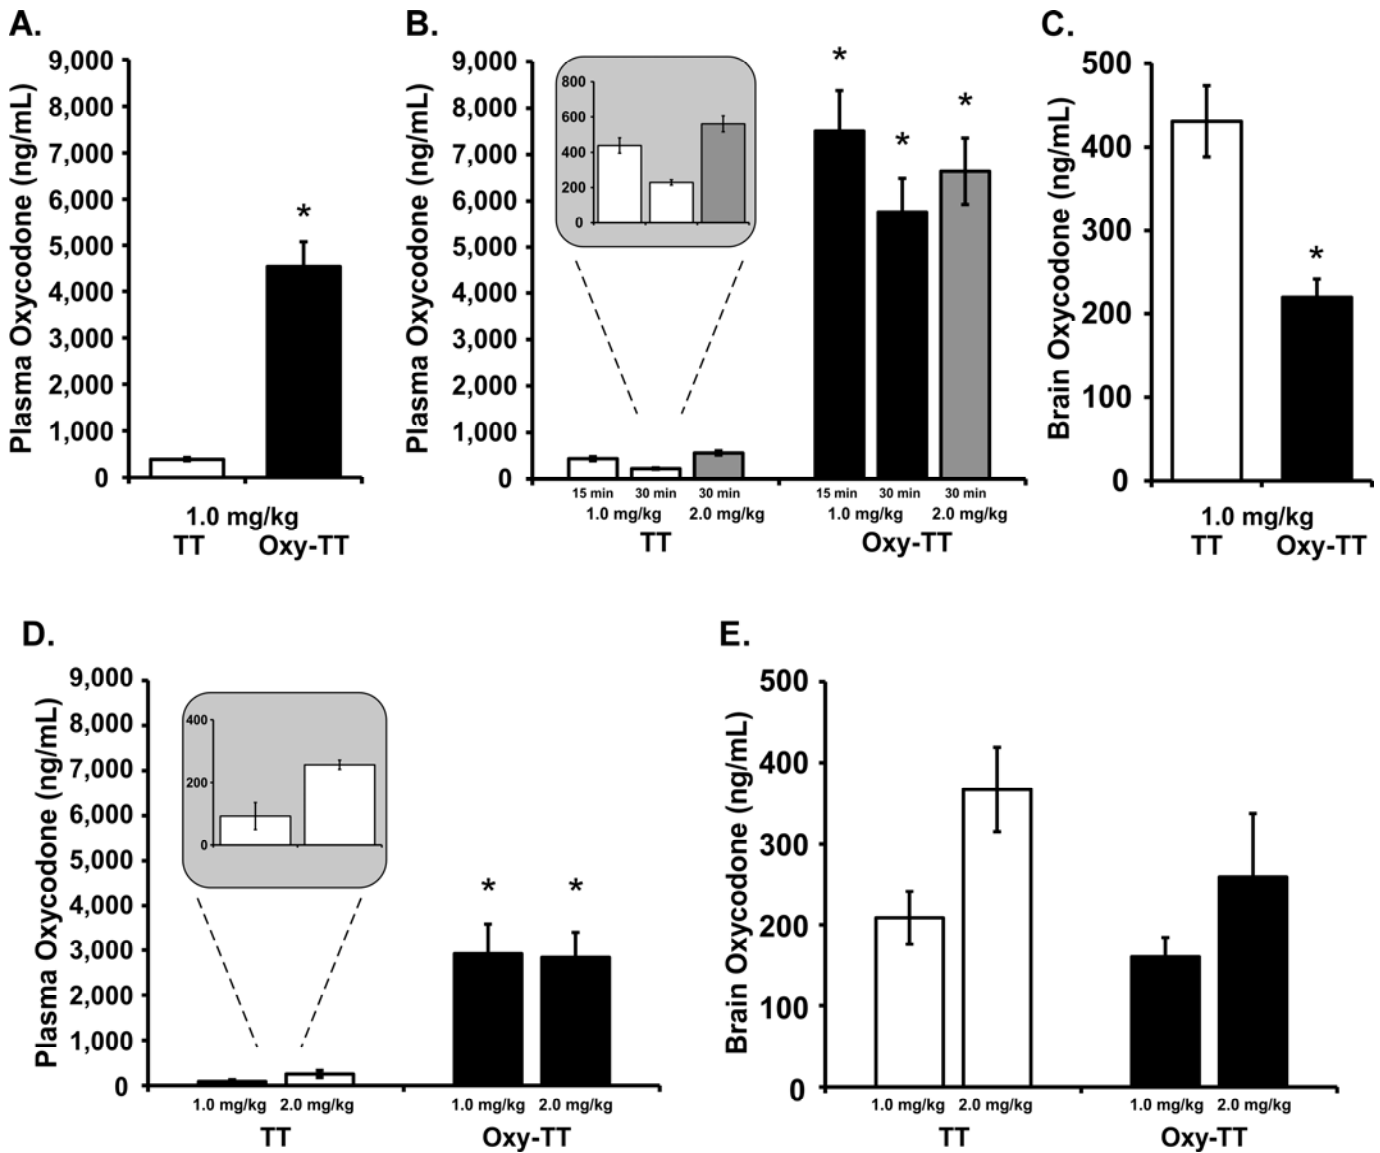 A.
Plasma Oxycodone (ng/mL)
9,000
8,000
7,000
6,000
5,000
4,000
3,000
2,000
1,000
0
*
1.0 mg/kg
TT Oxy-TT
B.
Plasma Oxycodone (ng/mL)
9,000
8,000
7,000
6,000
5,000
4,000
3,000
2,000
1,000
0
800
600
400
200
0
* * *
15 min 30 min 30 min 15 min 30 min 30 min
1.0 mg/kg 2.0 mg/kg 1.0 mg/kg 2.0 mg/kg
TT Oxy-TT
C.
Brain Oxycodone (ng/mL)
500
400
300
200
100
0
*
1.0 mg/kg
TT Oxy-TT
D.
Plasma Oxycodone (ng/mL)
9,000
8,000
7,000
6,000
5,000
4,000
3,000
2,000
1,000
0
400
200
0
* *
1.0 mg/kg 2.0 mg/kg 1.0 mg/kg 2.0 mg/kg
TT Oxy-TT
E.
Brain Oxycodone (ng/mL)
500
400
300
200
100
0
1.0 mg/kg 2.0 mg/kg 1.0 mg/kg 2.0 mg/kg
TT Oxy-TT